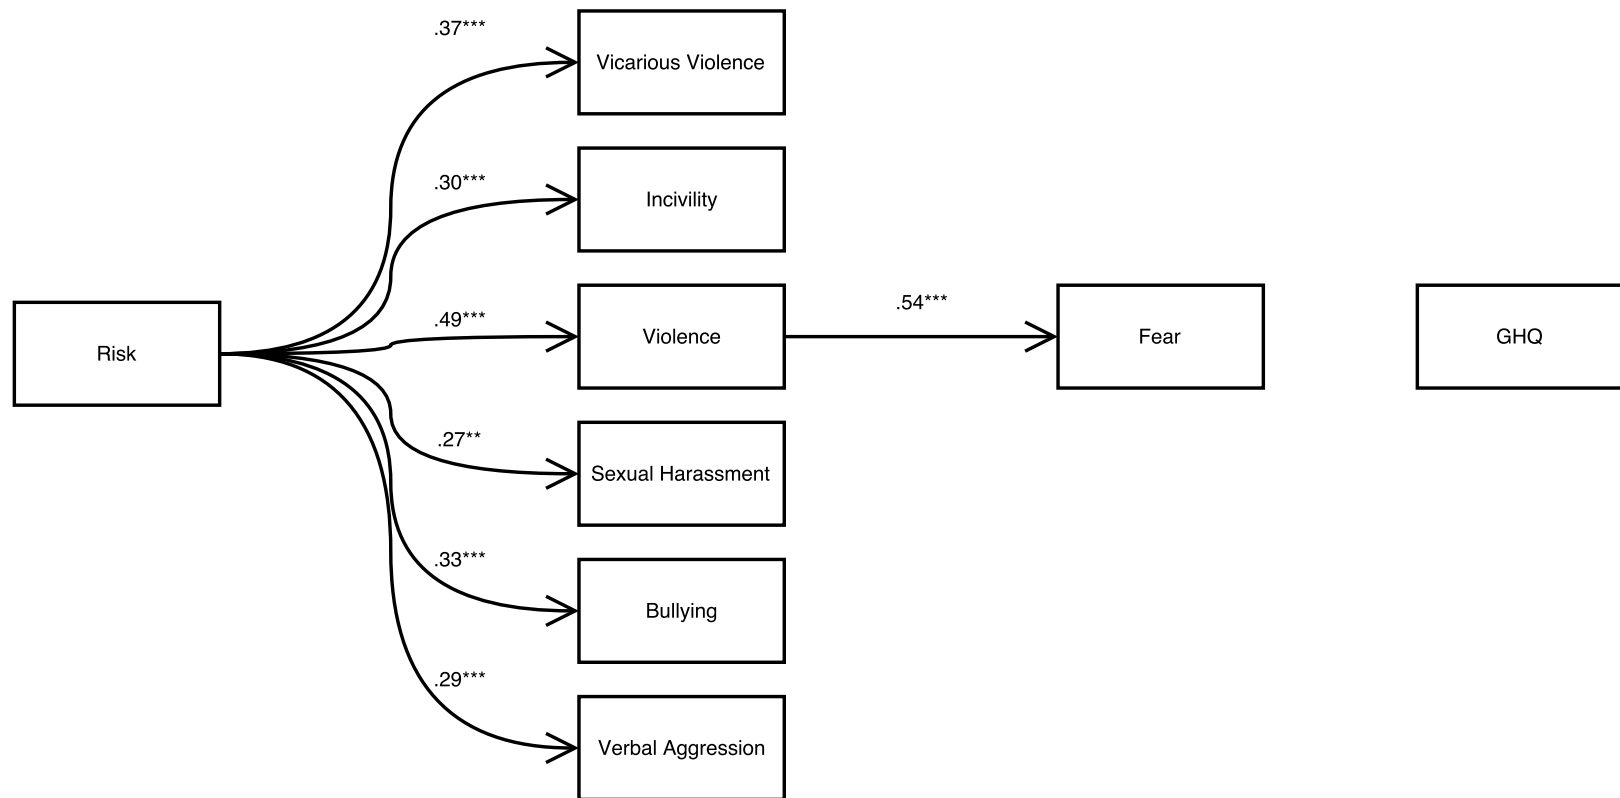 .37***
Vicarious Violence
.30***
Incivility
Risk
.49***
Violence
.54***
Fear
GHQ
.27**
Sexual Harassment
.33***
Bullying
.29***
Verbal Aggression